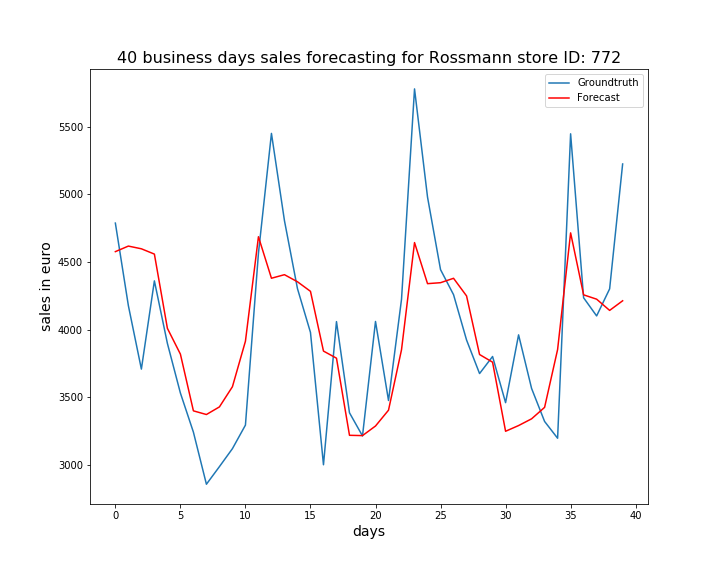 40 business days sales forecasting for Rossmann store ID: 772
Groundtruth
Forecast
5500
5000
4500
4000
3500
3000
sales in euro
0 5 10 15 20 25 30 35 40
days